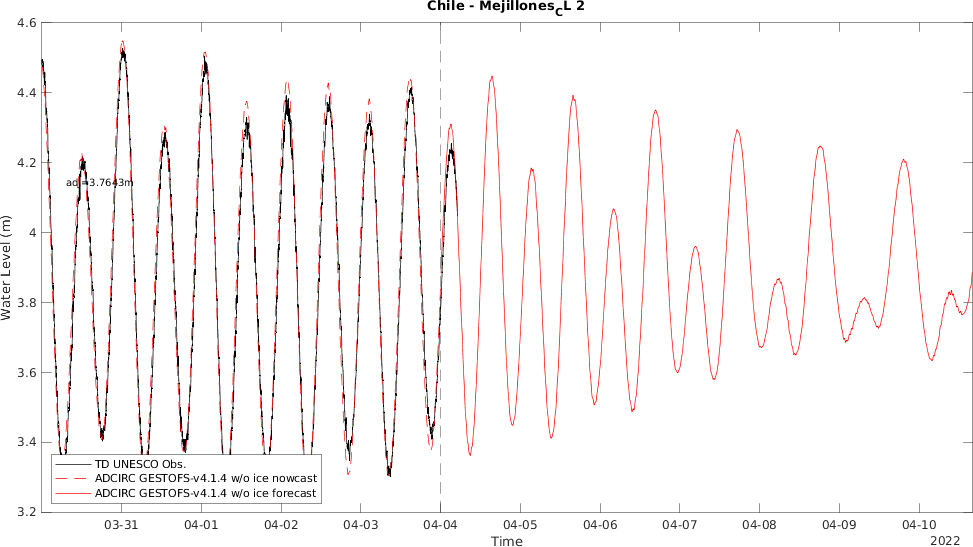 Chile - Mejillones_CL 2
4.6
4.4
4.2
4
3.8
3.6
3.4
3.2
Water Level (m)
adj=3.7643m
TD UNESCO Obs.
ADCIRC GESTOFS-v4.1.4 w/o ice nowcast
ADCIRC GESTOFS-v4.1.4 w/o ice forecast
03-31 04-01 04-02 04-03 04-04 04-05 04-06 04-07 04-08 04-09 04-10
Time
2022